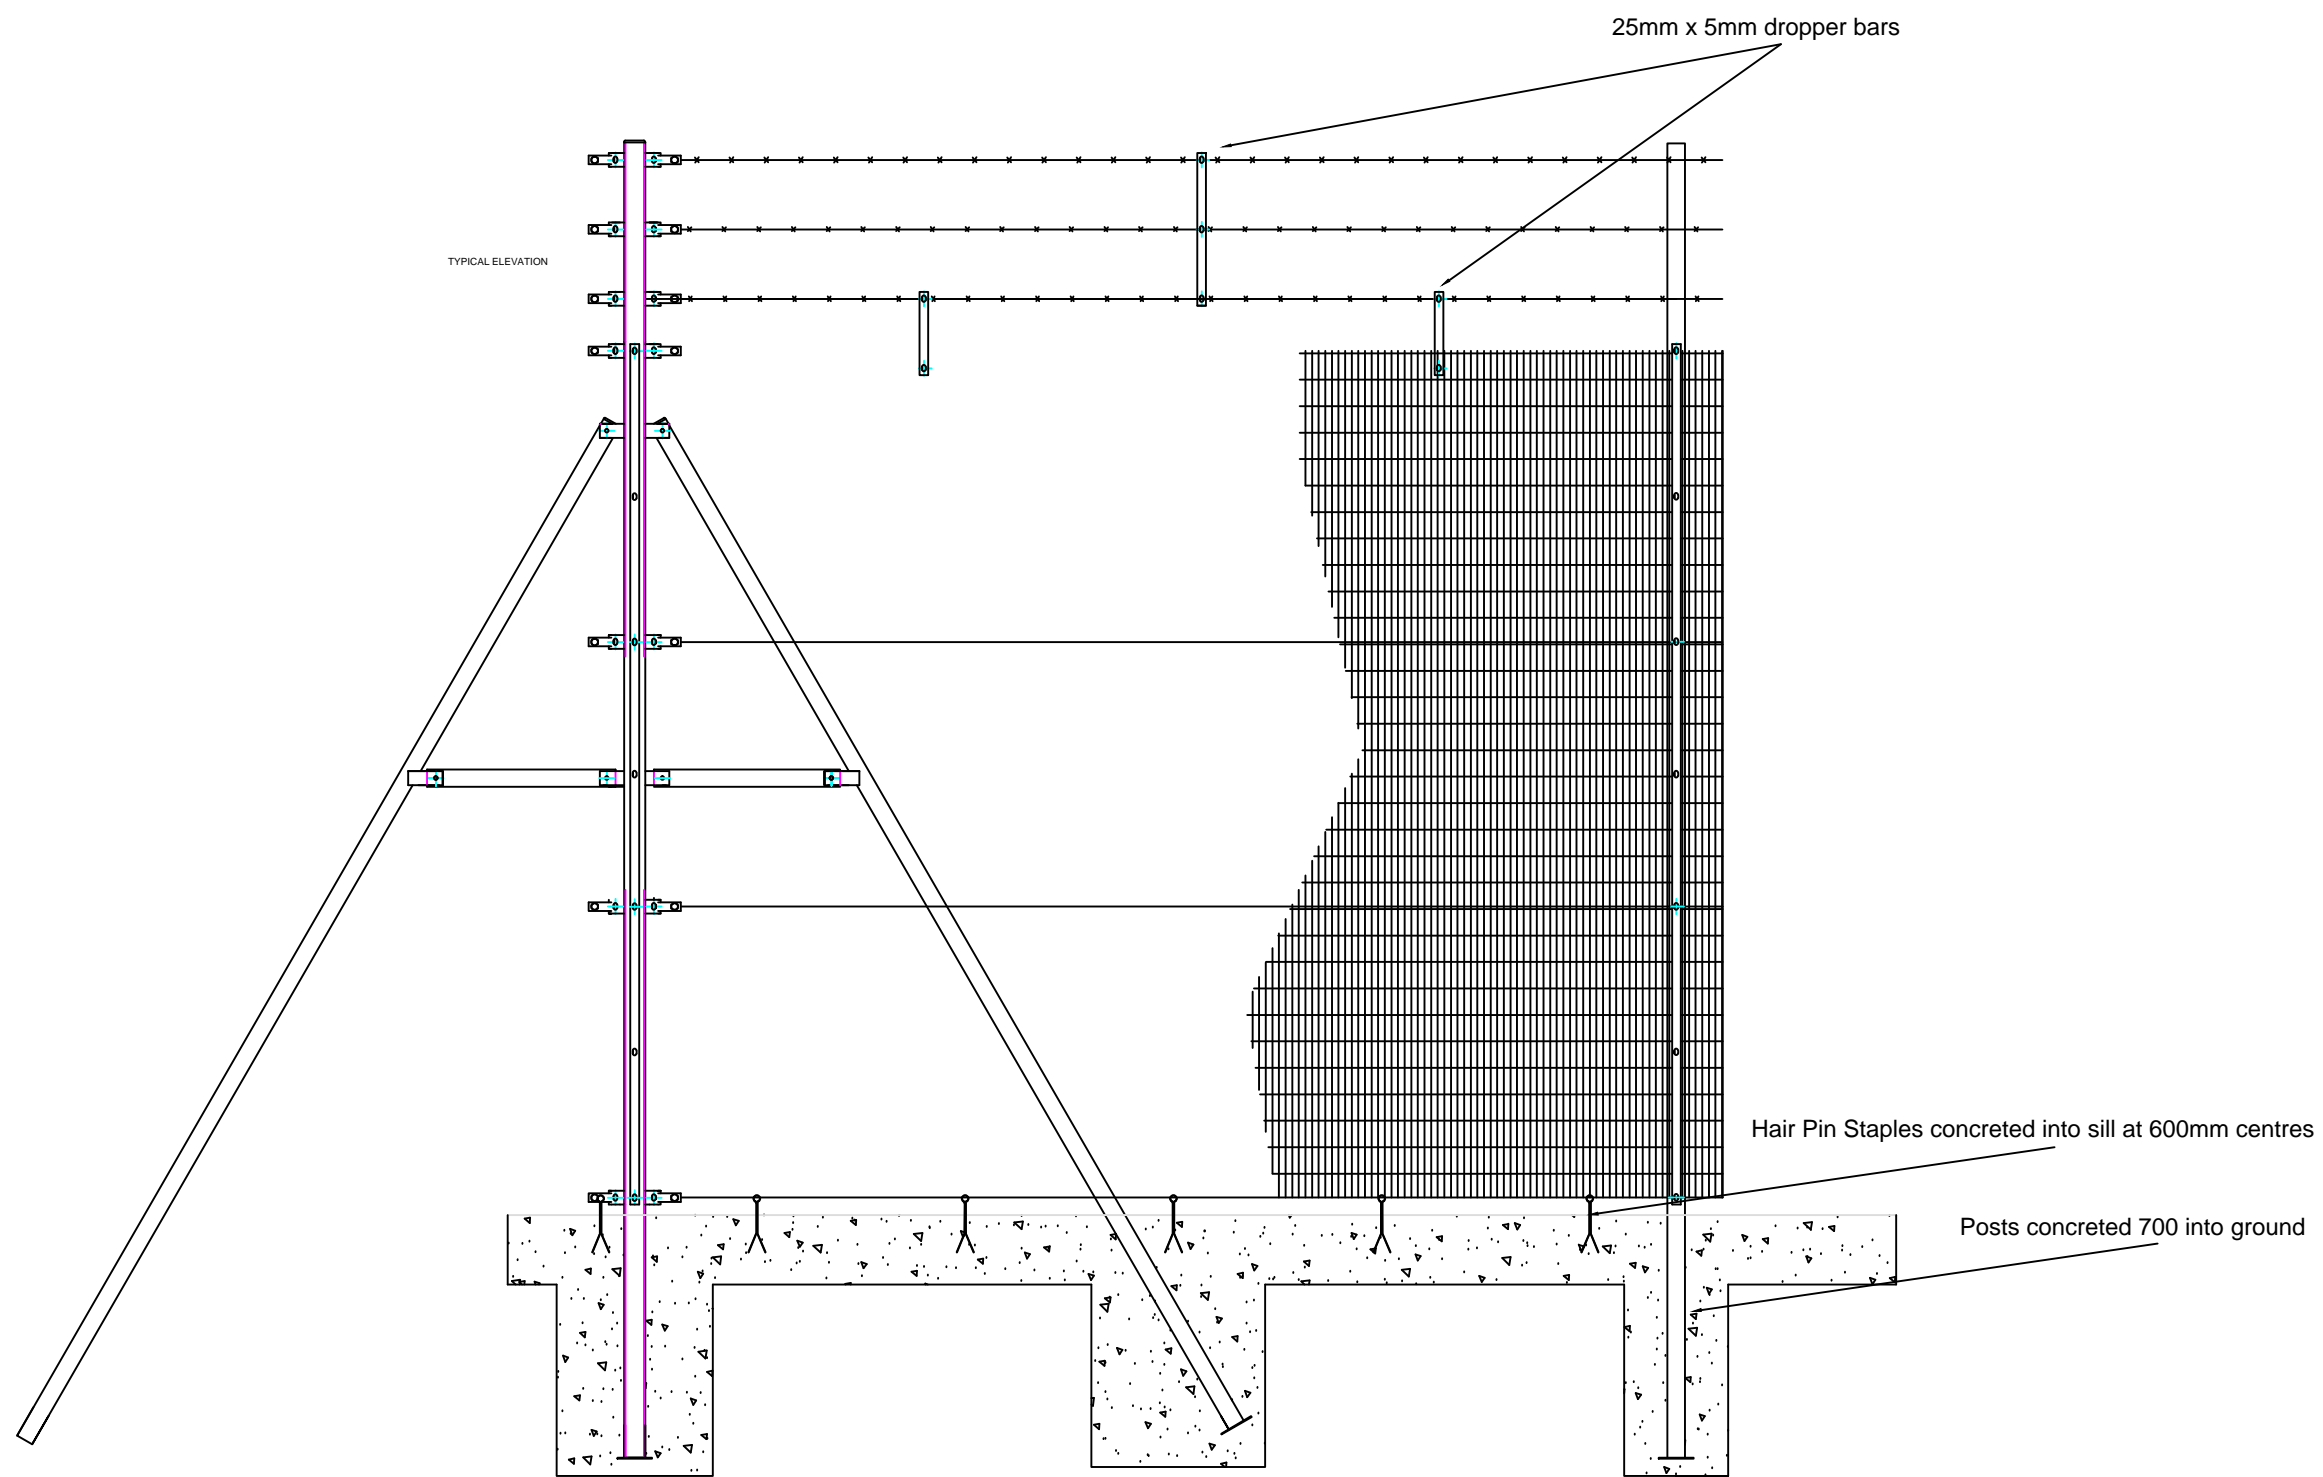 25mm x 5mm dropper bars
TYPICAL ELEVATION
Hair Pin Staples concreted into sill at 600mm centres
Posts concreted 700 into ground